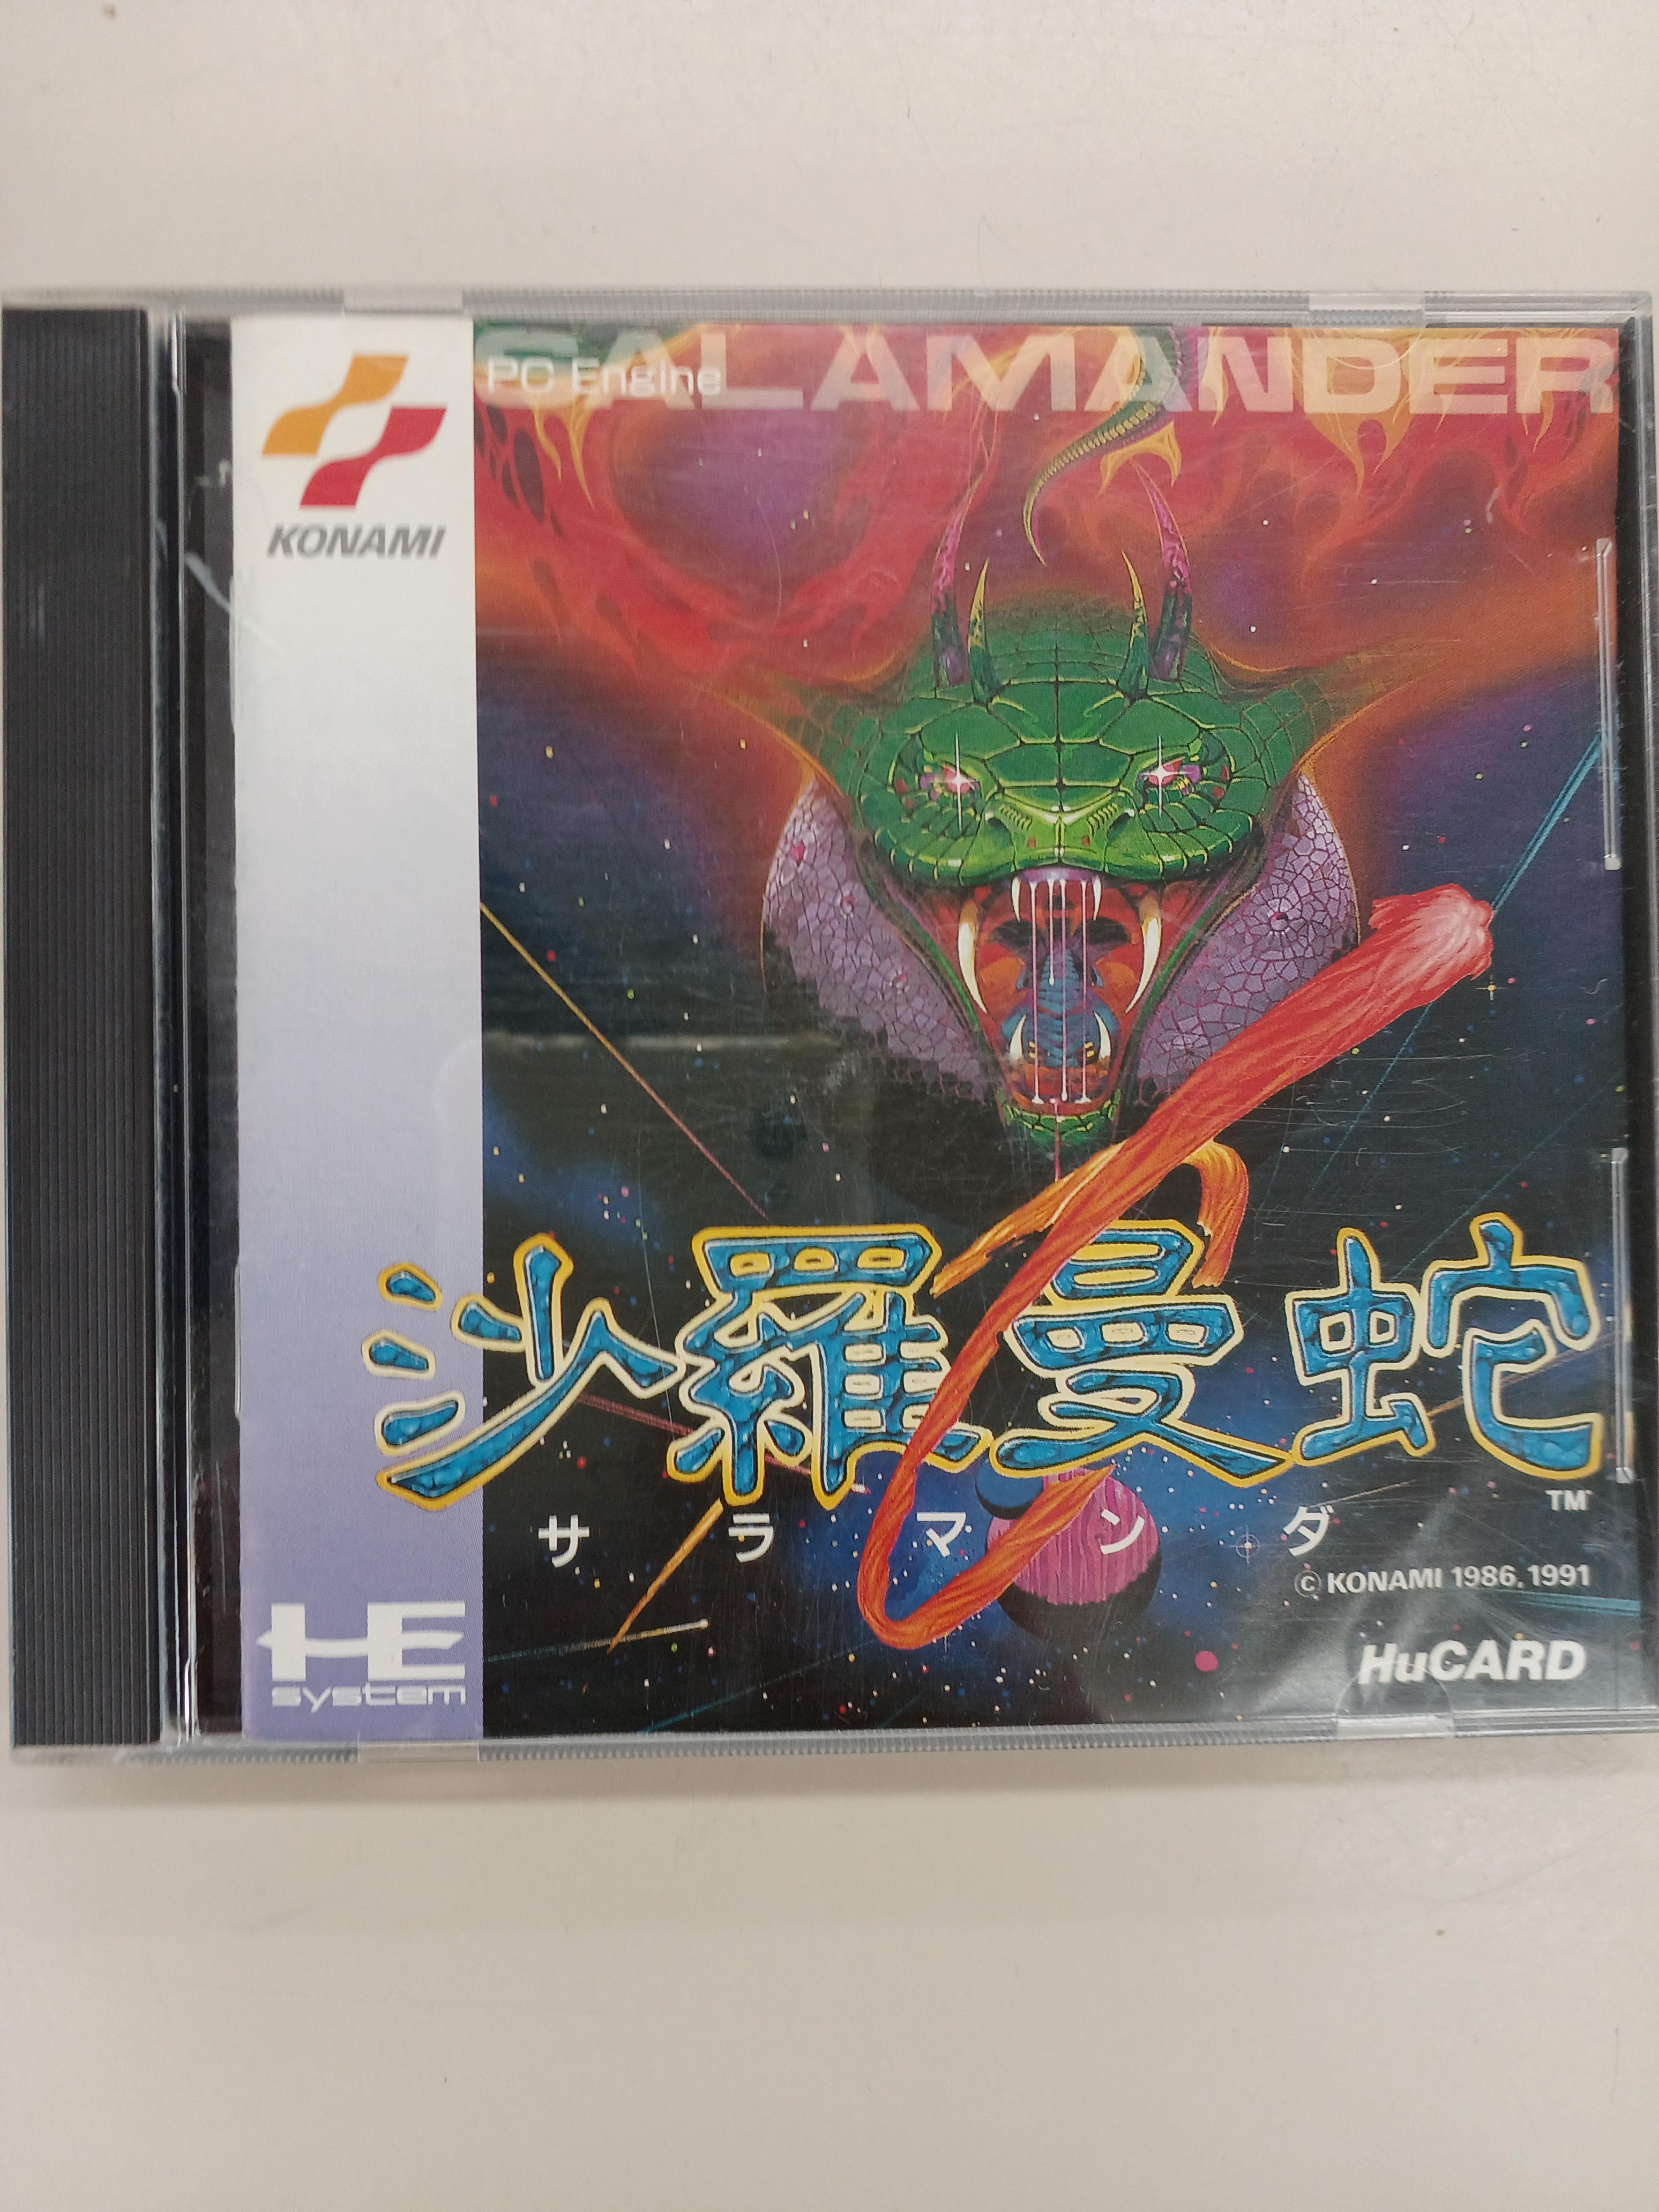 SALAMANDER
PC Engine
KONAMI
沙羅曼蛇
TM
サラマンダ
© KONAMI 1986, 1991
HE
system
HuCARD